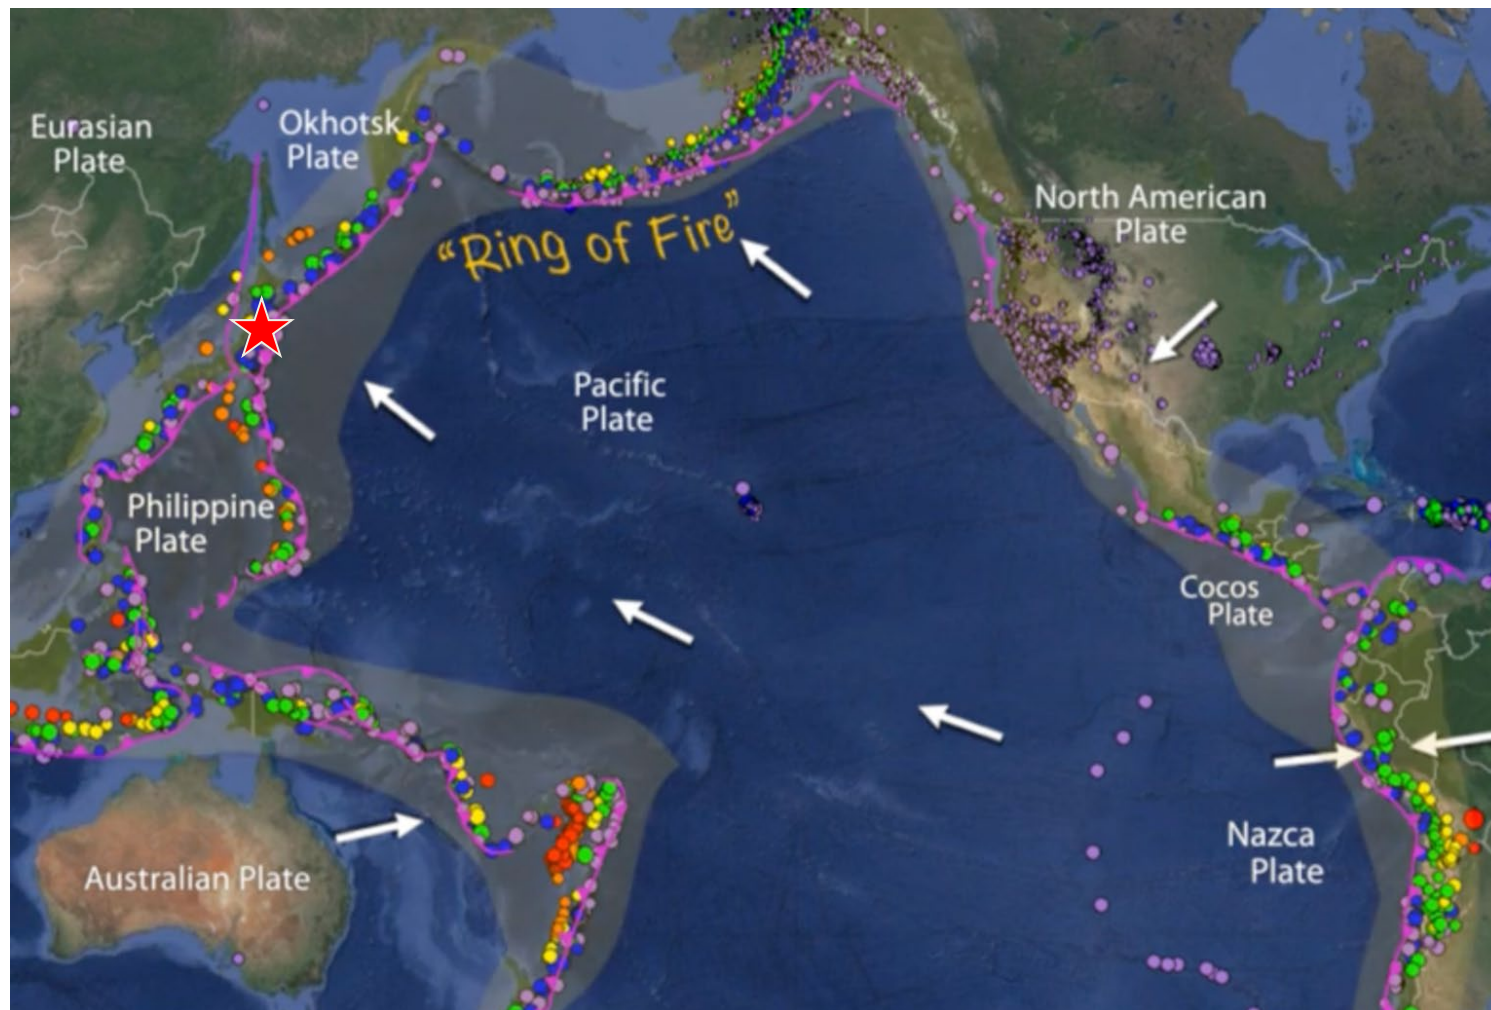 Eurasian
Plate
Okhotsk
Plate
North American
Plate
“Ring of Fire”
Pacific
Plate
Philippine
Plate
Cocos
Plate
Nazca
Plate
Australian Plate